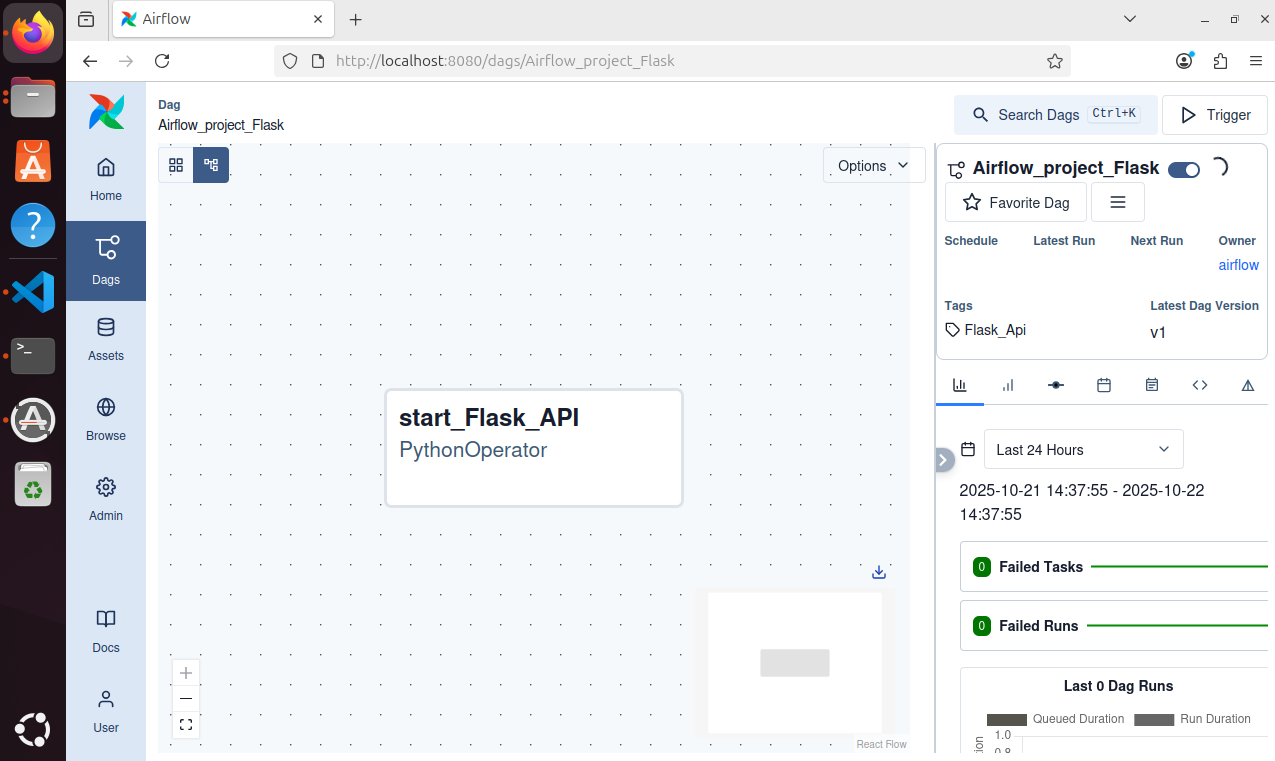 Airflow
http://localhost:8080/dags/Airflow_project_Flask
Dag
Airflow_project_Flask
Search Dags
Ctrl+K
Trigger
Home
Dags
Assets
Browse
Admin
Docs
User
Options
start_Flask_API
PythonOperator
React Flow
Airflow_project_Flask
Favorite Dag
Schedule
Latest Run
Next Run
Owner
airflow
Tags
Latest Dag Version
Flask_Api
v1
Last 24 Hours
2025-10-21 14:37:55 - 2025-10-22
14:37:55
0 Failed Tasks
0 Failed Runs
Last 0 Dag Runs
Queued Duration
Run Duration
1.0
0.8